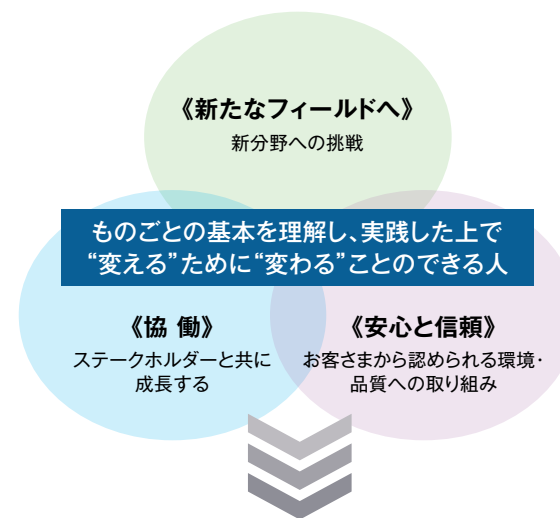 《新たなフィールドへ》
新分野への挑戦
ものごとの基本を理解し、実践した上で
“変える”ために“変わる”ことのできる人
《協 働》
ステークホルダーと共に
成長する
《安心と信頼》
お客さまから認められる環境・
品質への取り組み